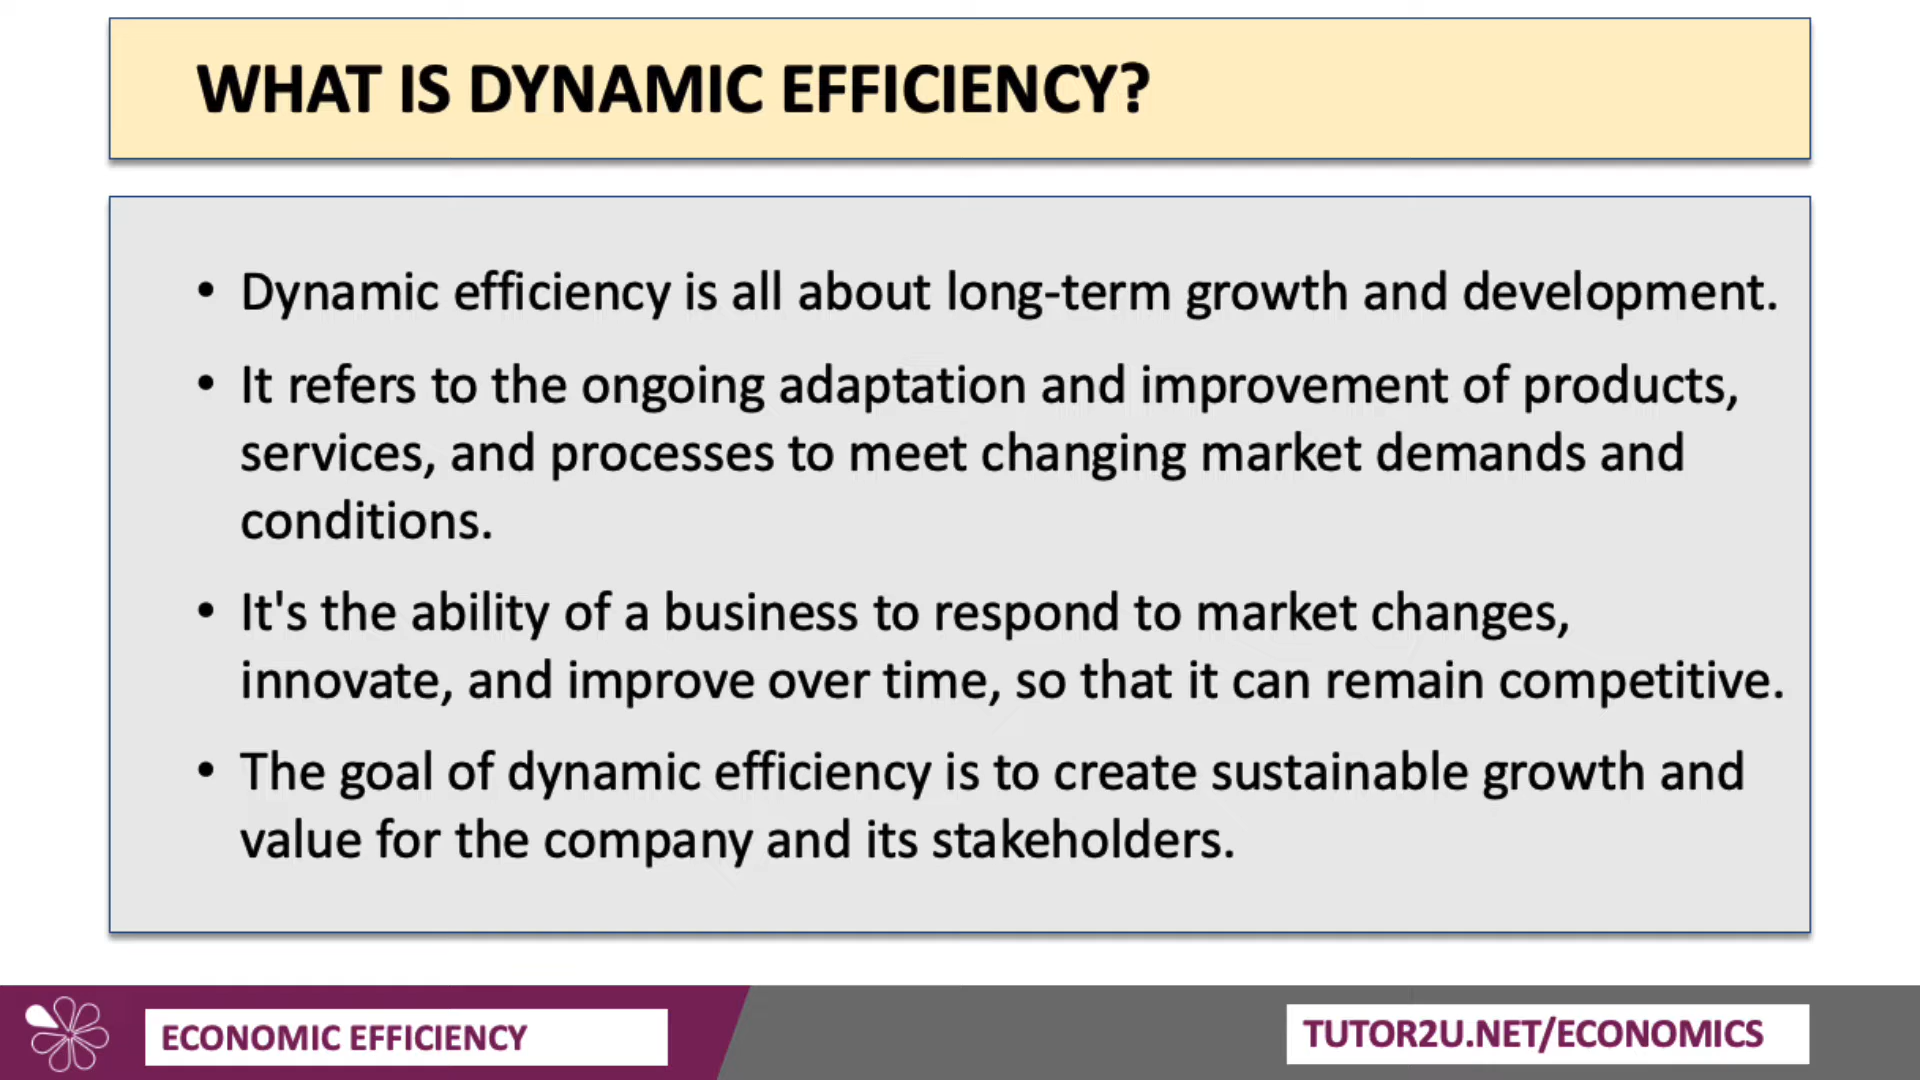 WHAT IS DYNAMIC EFFICIENCY?
• Dynamic efficiency is all about long-term growth and development.
• It refers to the ongoing adaptation and improvement of products,
services, and processes to meet changing market demands and
conditions.
• It's the ability of a business to respond to market changes,
innovate, and improve over time, so that it can remain competitive.
• The goal of dynamic efficiency is to create sustainable growth and
value for the company and its stakeholders.
ECONOMIC EFFICIENCY
TUTOR2U.NET/ECONOMICS